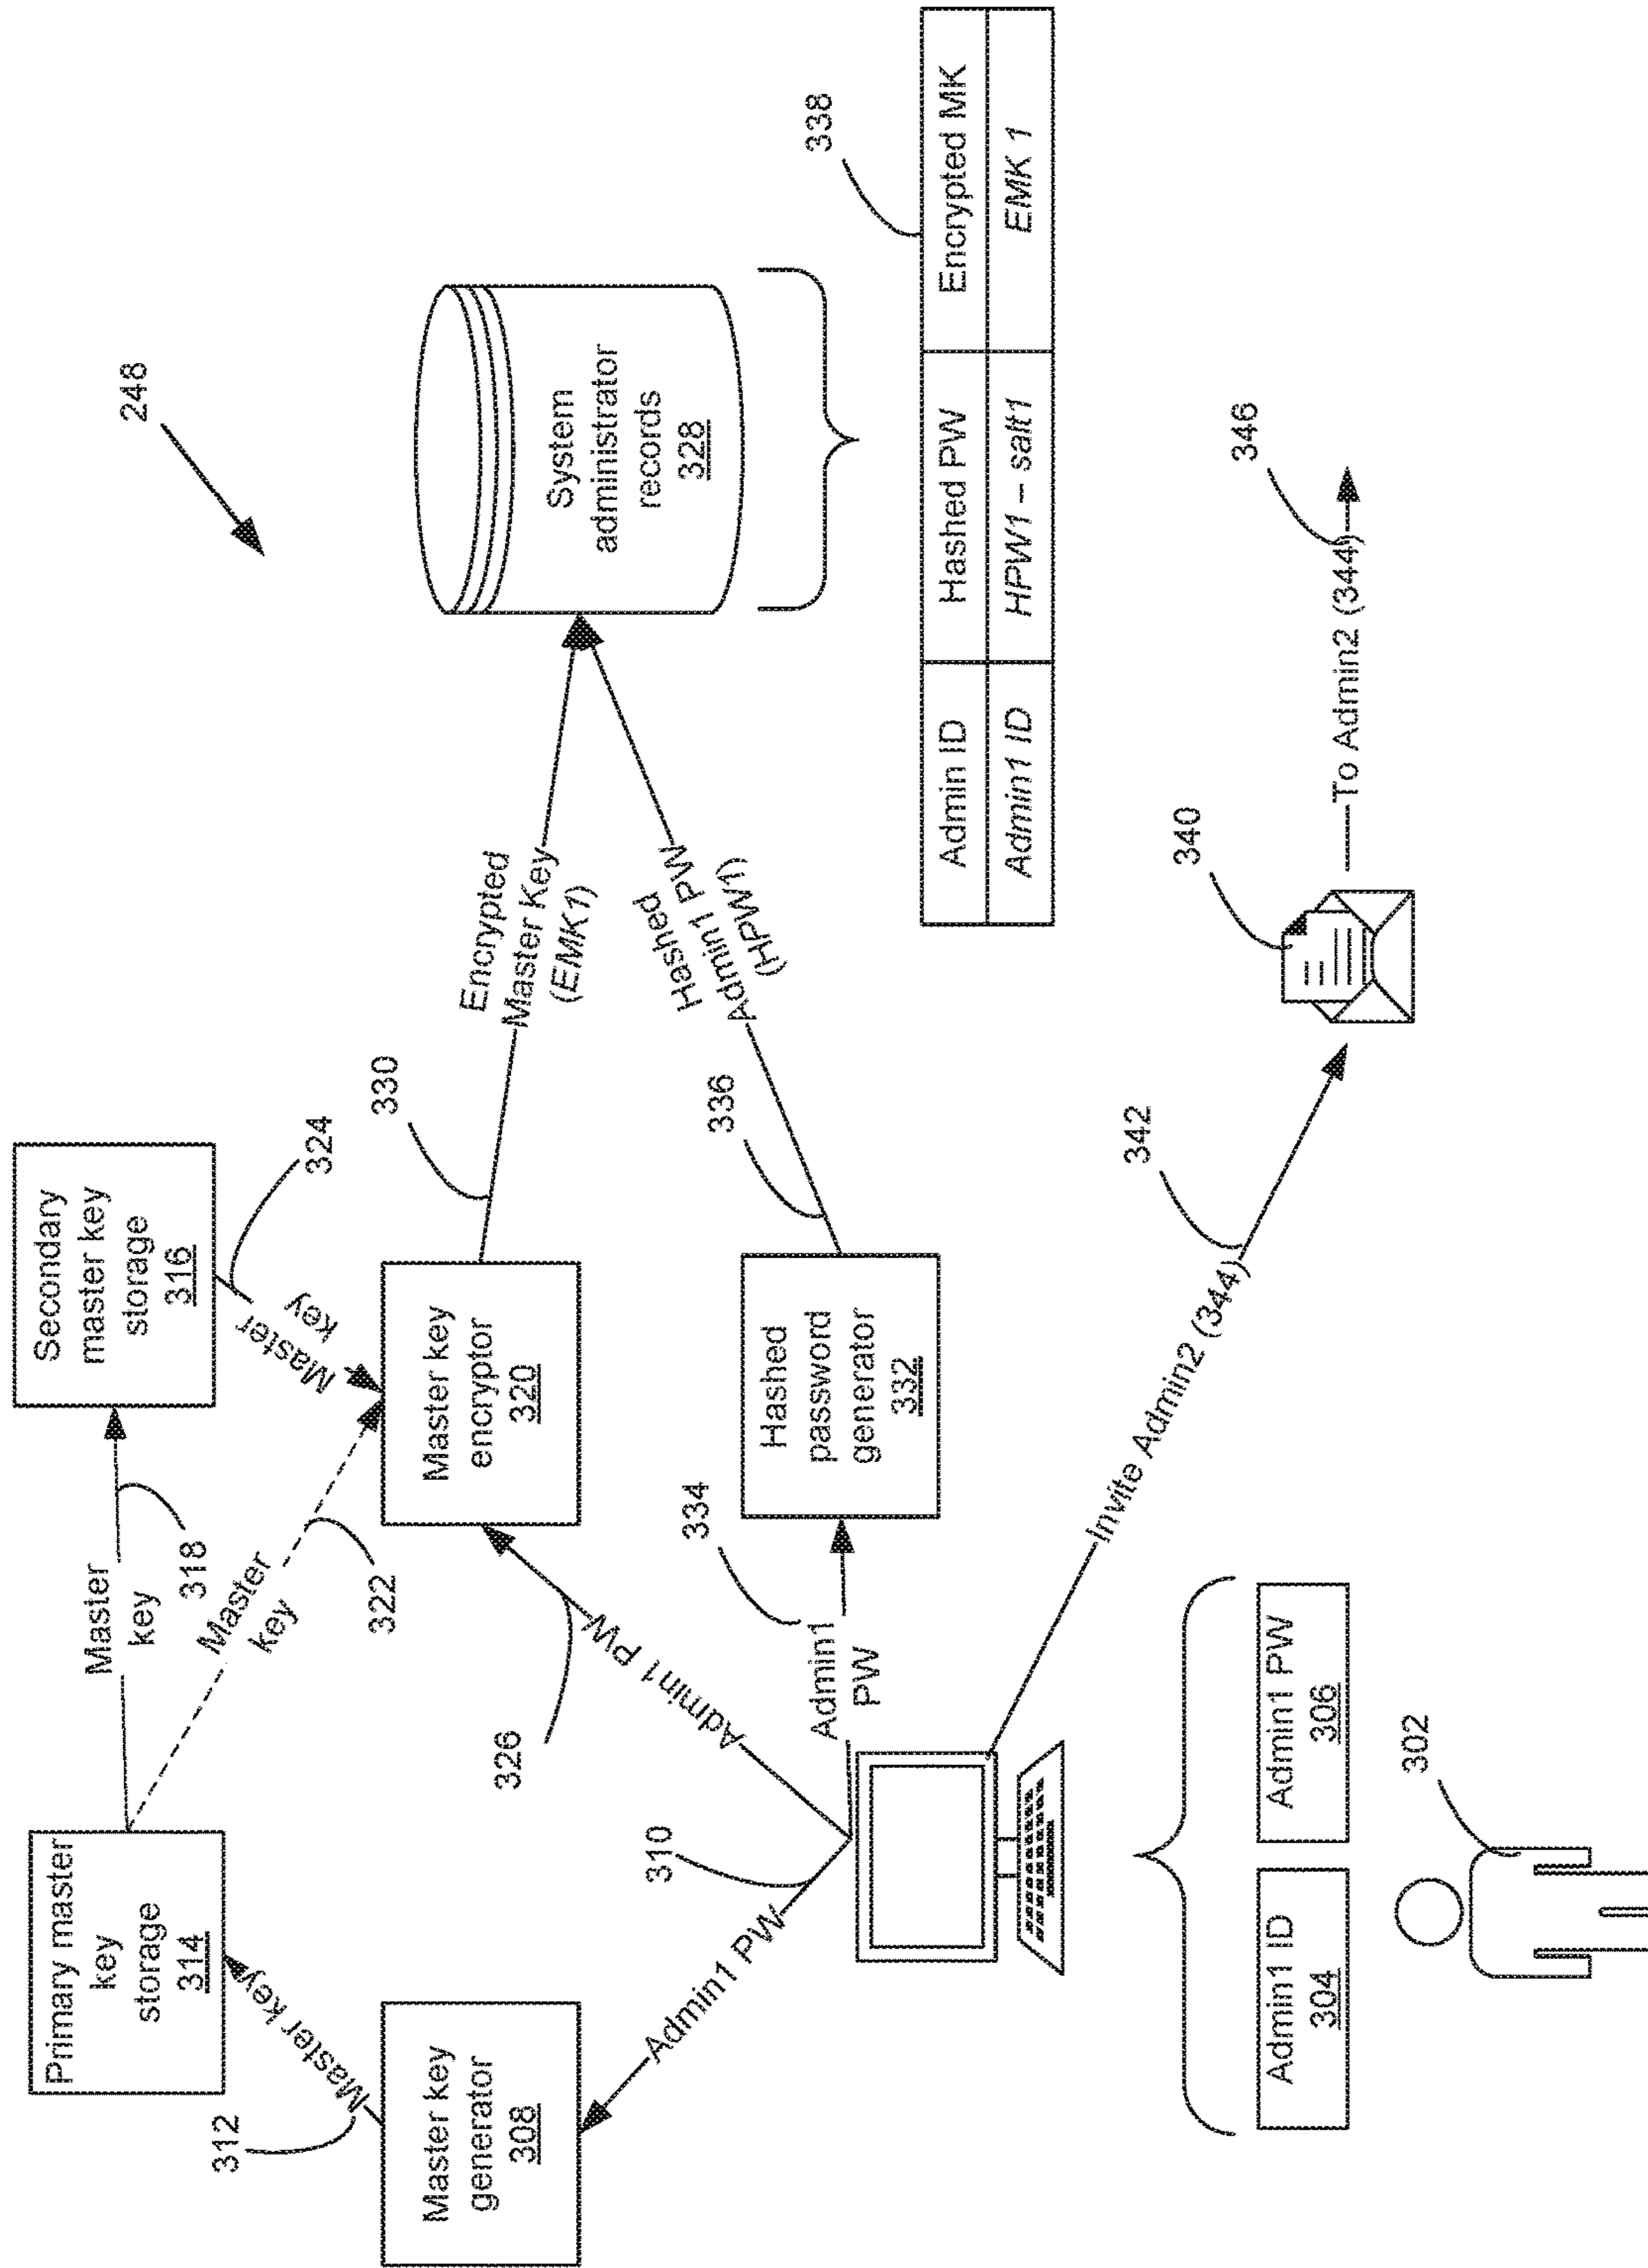 248
Primary master
key
storage
314
Master
key
318
Secondary
master key
storage
316
324
Master
key
Master
key
322
312
Master key
Master key
generator
308
Master key
encryptor
320
330
Encrypted
Master Key
(EMK1)
System
administrator
records
328
326
Admin1 PW
310
Admin1 PW
334
Admin1
PW
Hashed
password
generator
332
336
Hashed
Admin1 PW
(HPW1)
338
Admin ID
Hashed PW
Encrypted MK
Admin1 ID
HPW1 – salt1
EMK 1
342
Invite Admin2 (344)
340
To Admin2 (344)
346
Admin1 ID
304
Admin1 PW
306
302